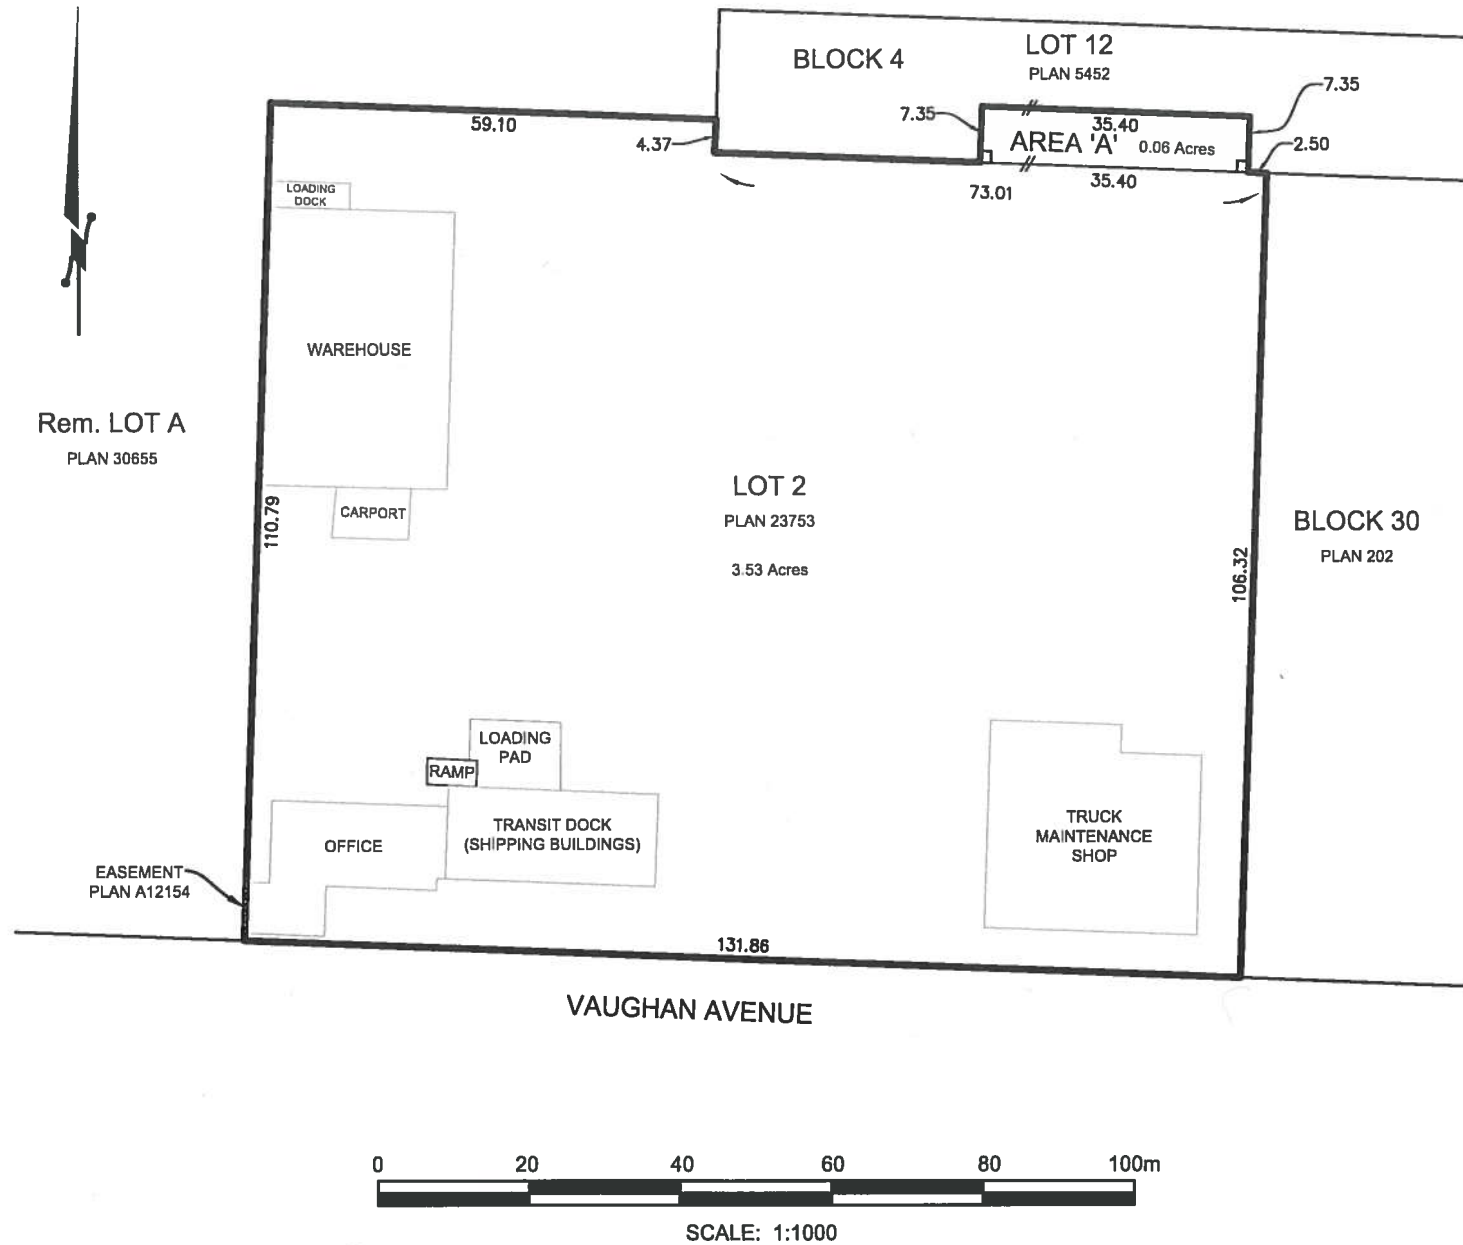 BLOCK 4
LOT 12
PLAN 5452
7.35
7.35
59.10
4.37
35.40
AREA 'A' 0.06 Acres
2.50
35.40
73.01
LOADING
DOCK
WAREHOUSE
Rem. LOT A
PLAN 30655
110.79
CARPORT
LOT 2
PLAN 23753
3.53 Acres
BLOCK 30
PLAN 202
106.32
LOADING
PAD
RAMP
TRANSIT DOCK
(SHIPPING BUILDINGS)
OFFICE
TRUCK
MAINTENANCE
SHOP
EASEMENT
PLAN A12154
131.86
VAUGHAN AVENUE
0 20 40 60 80 100m
SCALE: 1:1000